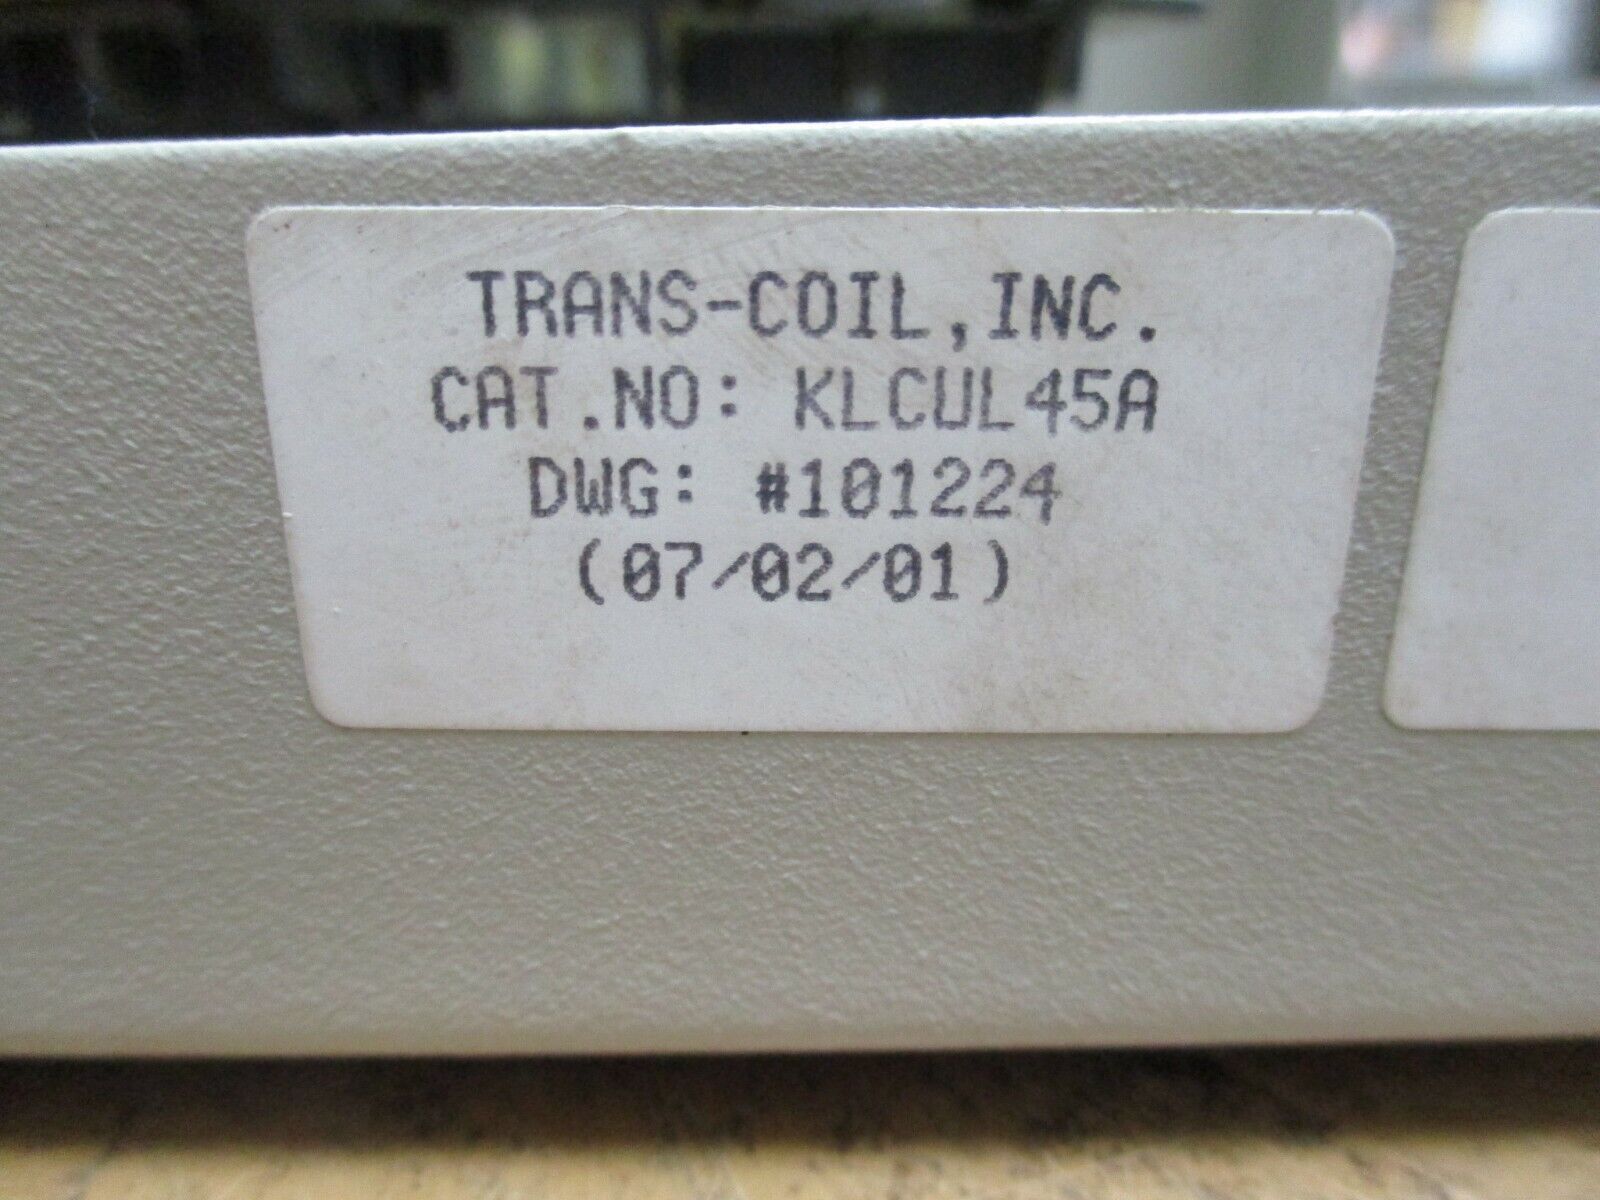 TRANS-COIL,INC.
CAT.NO: KLCUL45A
DWG: #101224
(07/02/01)